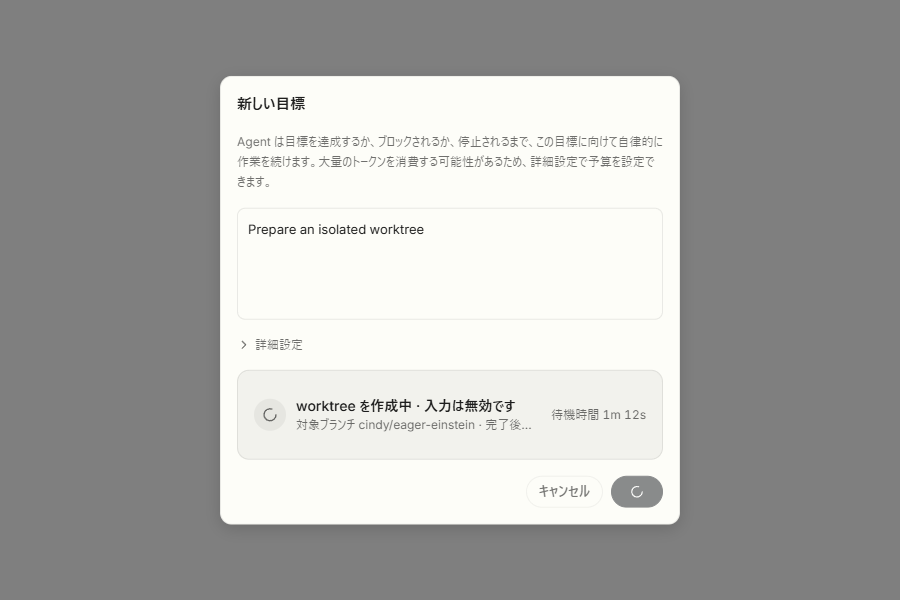 新しい目標
Agent は目標を達成するか、ブロックされるか、停止されるまで、この目標に向けて自律的に
作業を続けます。大量のトークンを消費する可能性があるため、詳細設定で予算を設定で
きます。
Prepare an isolated worktree
詳細設定
worktree を作成中 · 入力は無効です
対象ブランチ cindy/eager-einstein · 完了後…
待機時間 1m 12s
キャンセル